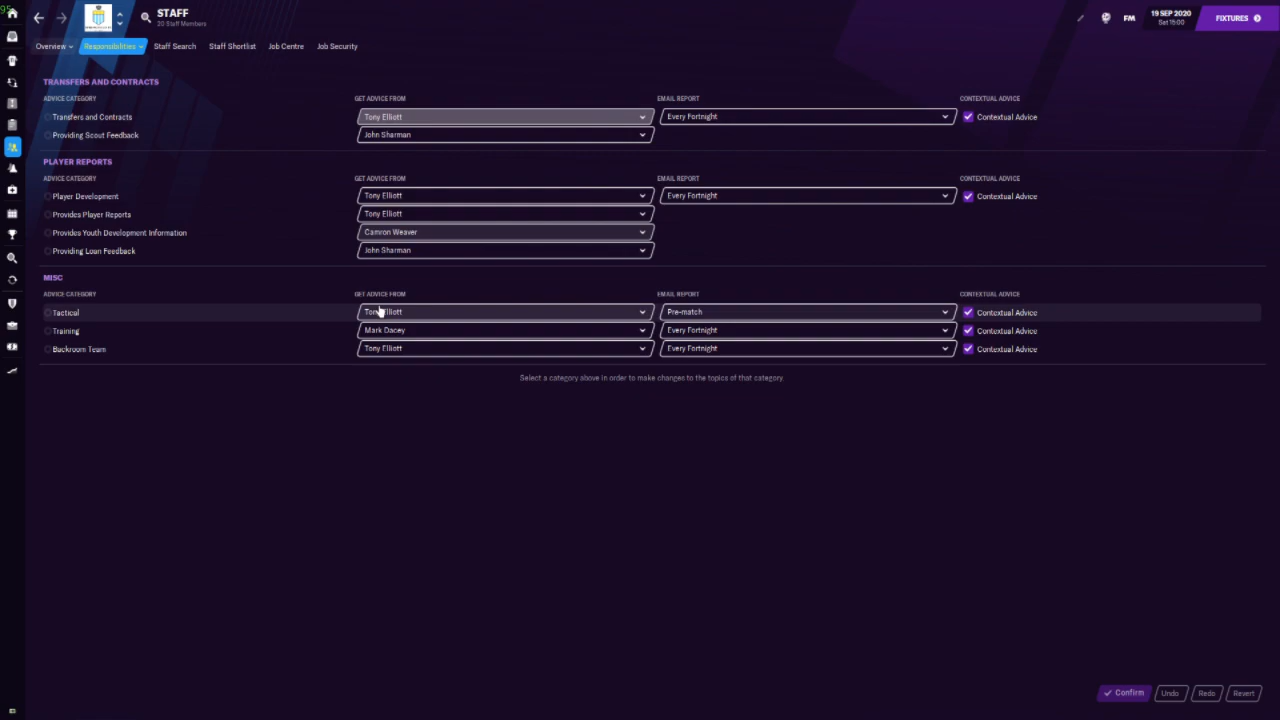 95
STAFF
20 Staff Members
FM
19 SEP 2020
Sat 15:00
FIXTURES
Overview
Responsibilities
Staff Search
Staff Shortlist
Job Centre
Job Security
TRANSFERS AND CONTRACTS
ADVICE CATEGORY GET ADVICE FROM EMAIL REPORT CONTEXTUAL ADVICE
Transfers and Contracts Tony Elliott Every Fortnight Contextual Advice
Providing Scout Feedback John Sharman
PLAYER REPORTS
ADVICE CATEGORY GET ADVICE FROM EMAIL REPORT CONTEXTUAL ADVICE
Player Development Tony Elliott Every Fortnight Contextual Advice
Provides Player Reports Tony Elliott
Provides Youth Development Information Camron Weaver
Providing Loan Feedback John Sharman
MISC
ADVICE CATEGORY GET ADVICE FROM EMAIL REPORT CONTEXTUAL ADVICE
Tactical Tony Elliott Pre-match Contextual Advice
Training Mark Dacey Every Fortnight Contextual Advice
Backroom Team Tony Elliott Every Fortnight Contextual Advice
Select a category above in order to make changes to the topics of that category.
Confirm Undo Redo Revert